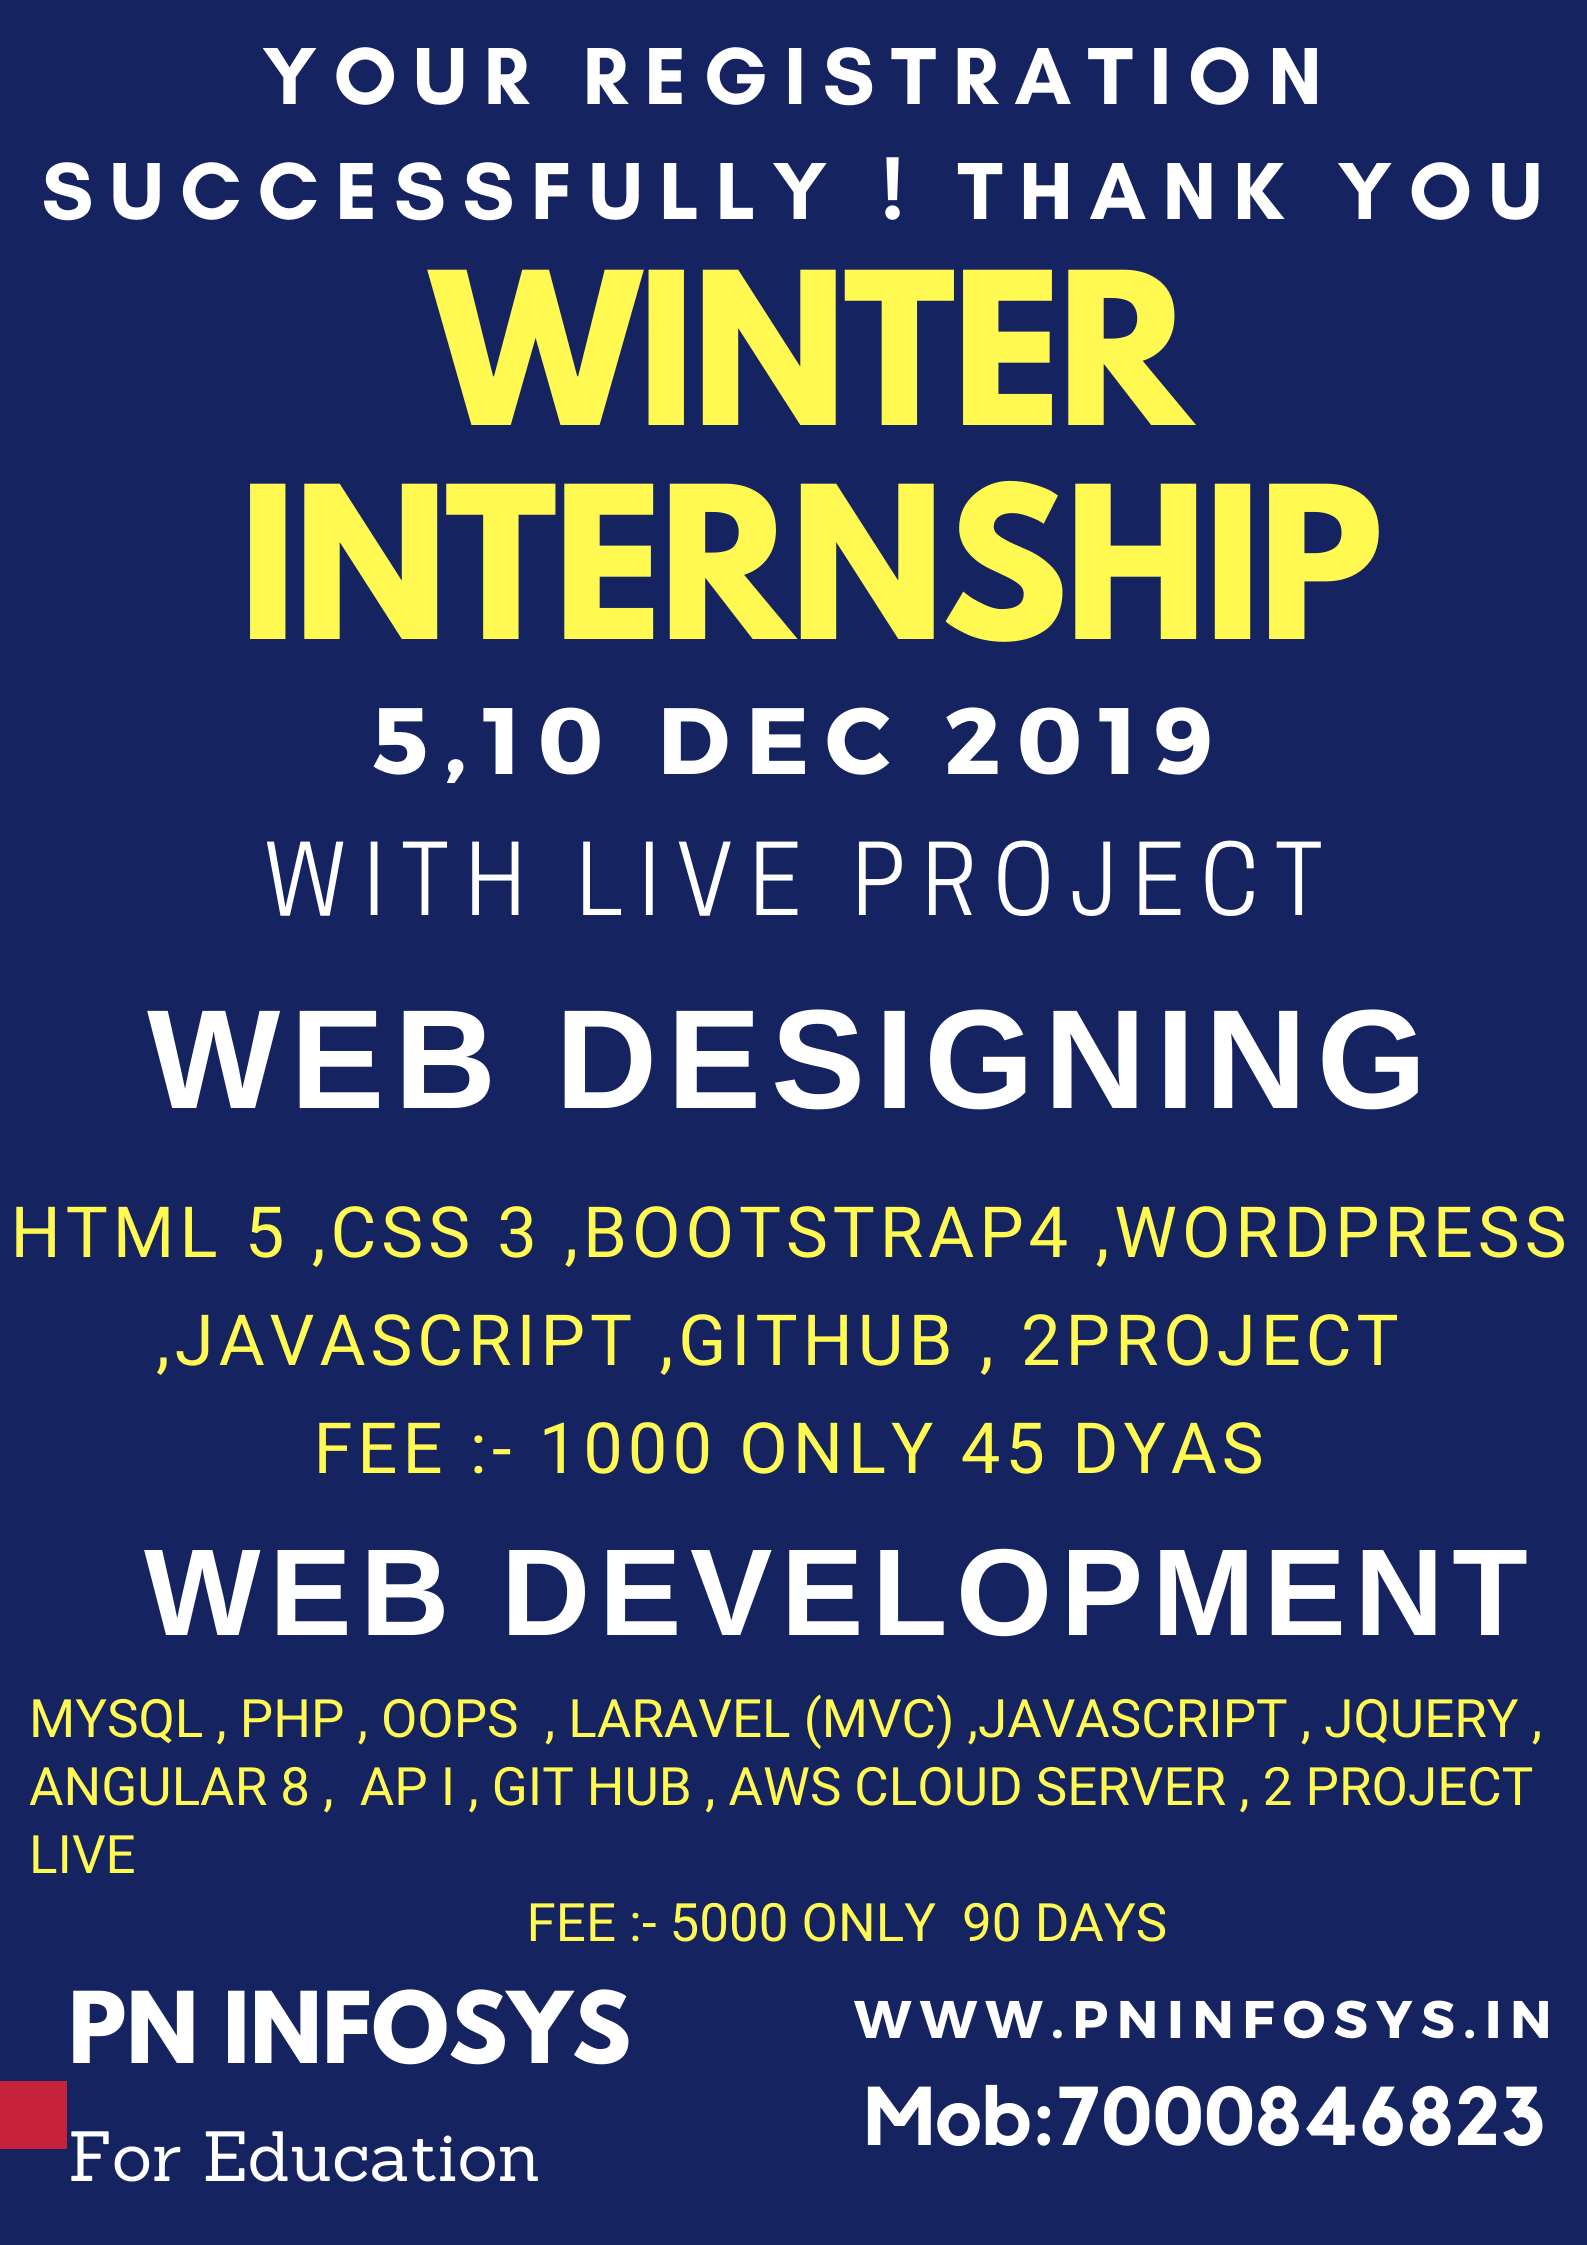 YOUR REGISTRATION
SUCCESSFULLY ! THANK YOU
WINTER
INTERNSHIP
5,10 DEC 2019
WITH LIVE PROJECT
WEB DESIGNING
HTML 5 ,CSS 3 ,BOOTSTRAP4 ,WORDPRESS
,JAVASCRIPT ,GITHUB , 2PROJECT
FEE :- 1000 ONLY 45 DYAS
WEB DEVELOPMENT
MYSQL , PHP , OOPS , LARAVEL (MVC) ,JAVASCRIPT , JQUERY ,
ANGULAR 8 , AP I , GIT HUB , AWS CLOUD SERVER , 2 PROJECT
LIVE
FEE :- 5000 ONLY 90 DAYS
PN INFOSYS
For Education
WWW.PNINFOSYS.IN
Mob:7000846823